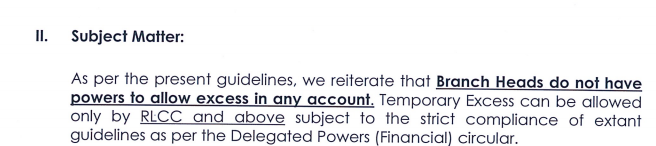 II. Subject Matter:
As per the present guidelines, we reiterate that Branch Heads do not have
powers to allow excess in any account. Temporary Excess can be allowed
only by RLCC and above subject to the strict compliance of extant
guidelines as per the Delegated Powers (Financial) circular.